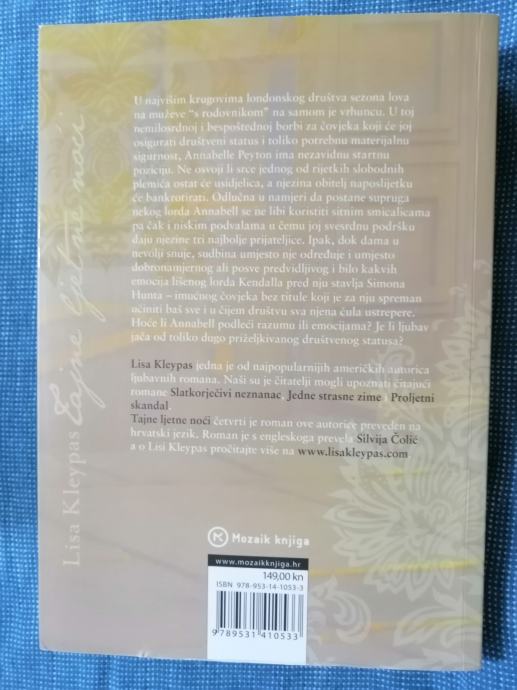 U najvišim krugovima londonskog društva sezona lova
na muževe "s rodovnikom" na samom je vrhuncu. U toj
nemilosrdnoj i bespoštednoj borbi za čovjeka koji će joj
osigurati društveni status i toliko potrebnu materijalnu
sigurnost, Annabelle Peyton ima nezavidnu startnu
poziciju. Ne osvoji li srce jednog od rijetkih slobodnih
plemića ostat će usidjelica, a njezina obitelj naposljetku
će bankrotirati. Odlučna u namjeri da postane supruga
nekog lorda Annabell se ne libi koristiti sitnim smicalicama
pa čak i niskim podvalama u čemu joj svesrdnu podršku
daju njezine tri najbolje prijateljice. Ipak, dok dama u
nevolji snuje, sudbina umjesto nje određuje i umjesto
dobronamjernog ali posve predvidljivog i bilo kakvih
emocija lišenog lorda Kendalla pred nju stavlja Simona
Hunta – imućnog čovjeka bez titule koji je za nju spreman
učiniti baš sve i u čijem društvu sva njena čula ustrepere.
Hoće li Annabell podleći razumu ili emocijama? Je li ljubav
jača od toliko dugo priželjkivanog društvenog statusa?
Lisa Kleypas jedna je od najpopularnijih američkih autorica
ljubavnih romana. Naši su je čitatelji mogli upoznati čitajući
romane Slatkorječivi neznanac, Jedne strasne zime i Proljetni
skandal.
Tajne ljetne noći četvrti je roman ove autorice preveden na
hrvatski jezik. Roman je s engleskoga prevela Silvija Čolić
a o Lisi Kleypas pročitajte više na www.lisakleypas.com
Lisa Kleypas Tajne ljetne noći
Mozaik knjiga
www.mozaikknjiga.hr
149,00 kn
ISBN 978-953-14-1053-3
9 789531 410533